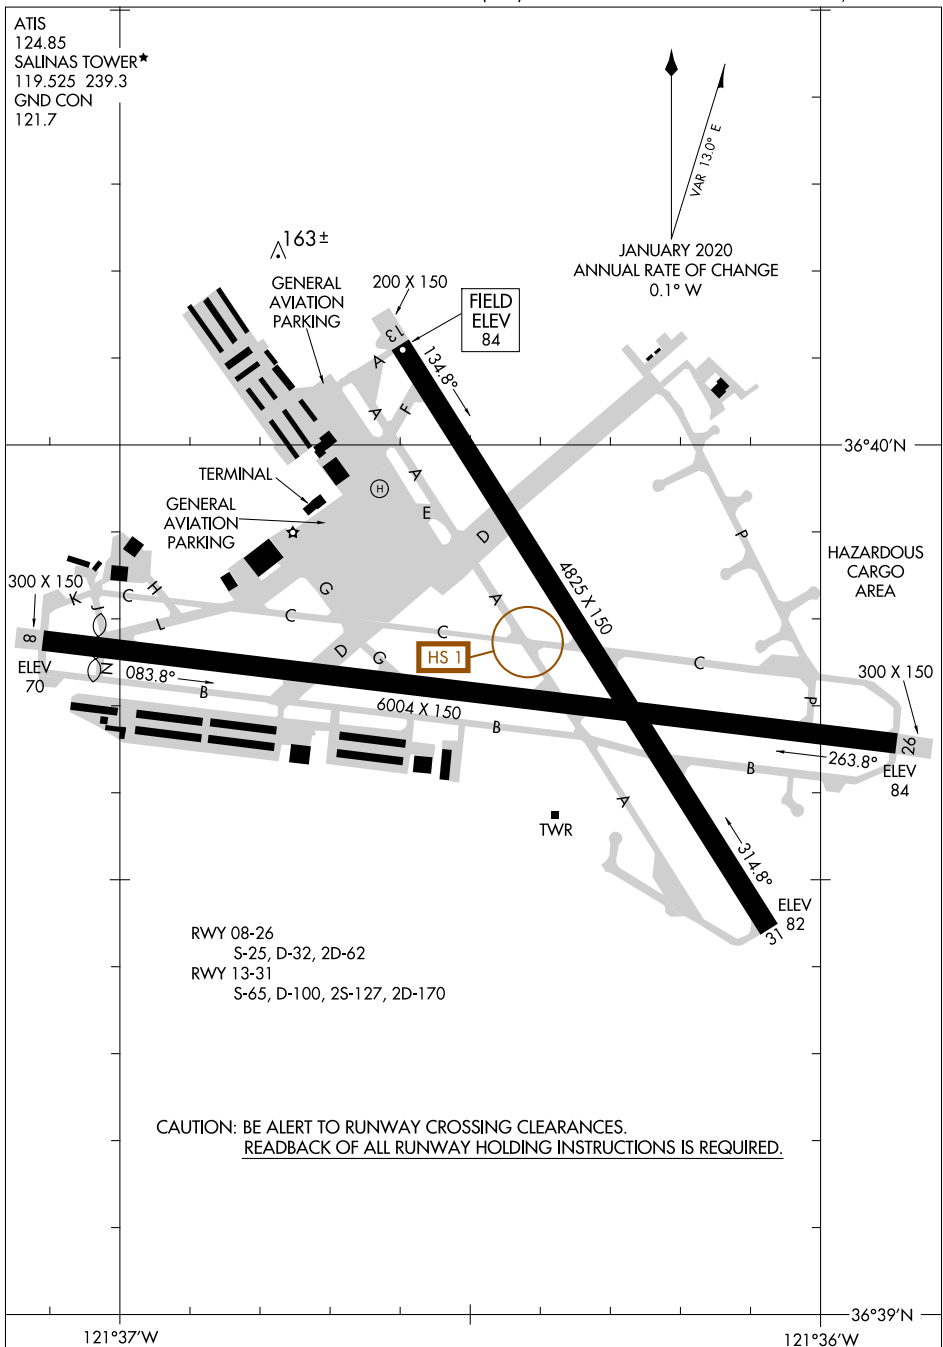 ATIS
124.85
SALINAS TOWER★
119.525 239.3
GND CON
121.7
VAR 13.0° E
JANUARY 2020
ANNUAL RATE OF CHANGE
0.1° W
163±
GENERAL
AVIATION
PARKING
200 X 150
FIELD
ELEV
84
13
134.8°
A
A
F
36°40'N
A
TERMINAL
H
GENERAL
AVIATION
PARKING
E
D
P
4825 X 150
HAZARDOUS
CARGO
AREA
300 X 150
K
J
C
H
L
G
C
A
C
HS 1
C
8
ELEV
70
N
083.8°
B
D
G
6004 X 150
B
P
300 X 150
26
263.8°
B
ELEV
84
A
TWR
314.8°
ELEV
82
31
RWY 08-26
S-25, D-32, 2D-62
RWY 13-31
S-65, D-100, 2S-127, 2D-170
CAUTION: BE ALERT TO RUNWAY CROSSING CLEARANCES.
READBACK OF ALL RUNWAY HOLDING INSTRUCTIONS IS REQUIRED.
36°39'N
121°37'W
121°36'W